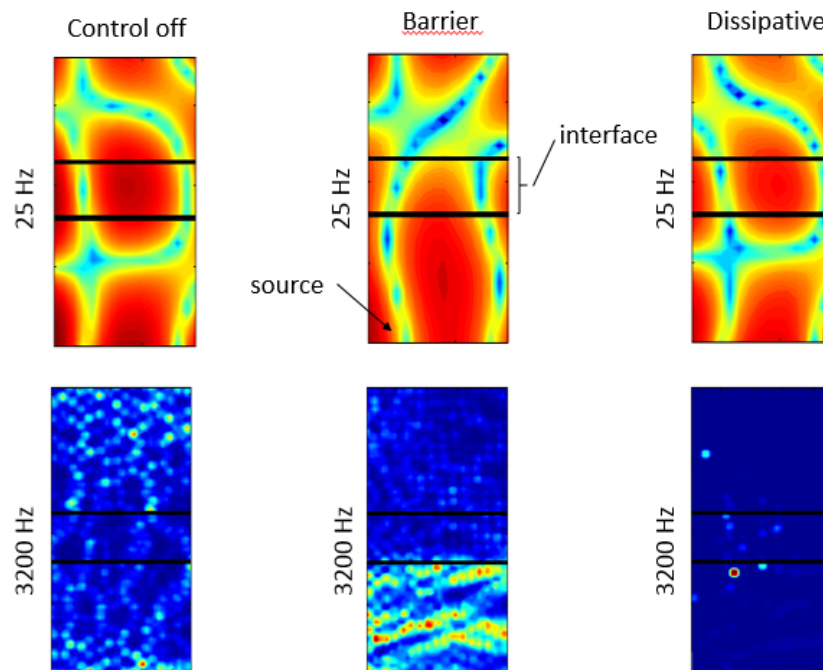 Control off
Barrier
Dissipative
25 Hz
25 Hz
interface
25 Hz
source
3200 Hz
3200 Hz
3200 Hz